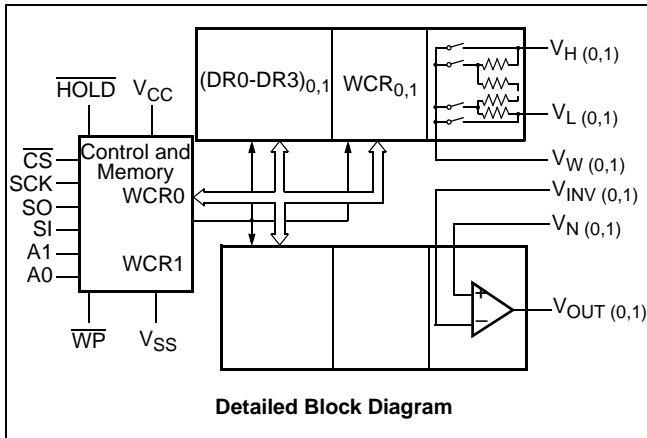 (DR0-DR3)0,1
WCR0,1
VH (0,1)
VL (0,1)
VW (0,1)
VINV (0,1)
VN (0,1)
VOUT (0,1)
HOLD
VCC
CS
SCK
SO
SI
A1
A0
Control and
Memory
WCR0
WCR1
WP
VSS
+
−
Detailed Block Diagram